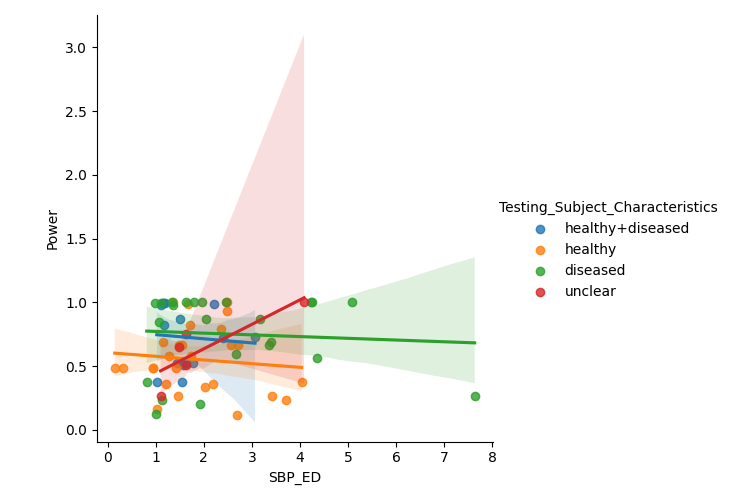 3.0
2.5
2.0
1.5
1.0
0.5
0.0
Power
0 1 2 3 4 5 6 7 8
SBP_ED
Testing_Subject_Characteristics
healthy+diseased
healthy
diseased
unclear